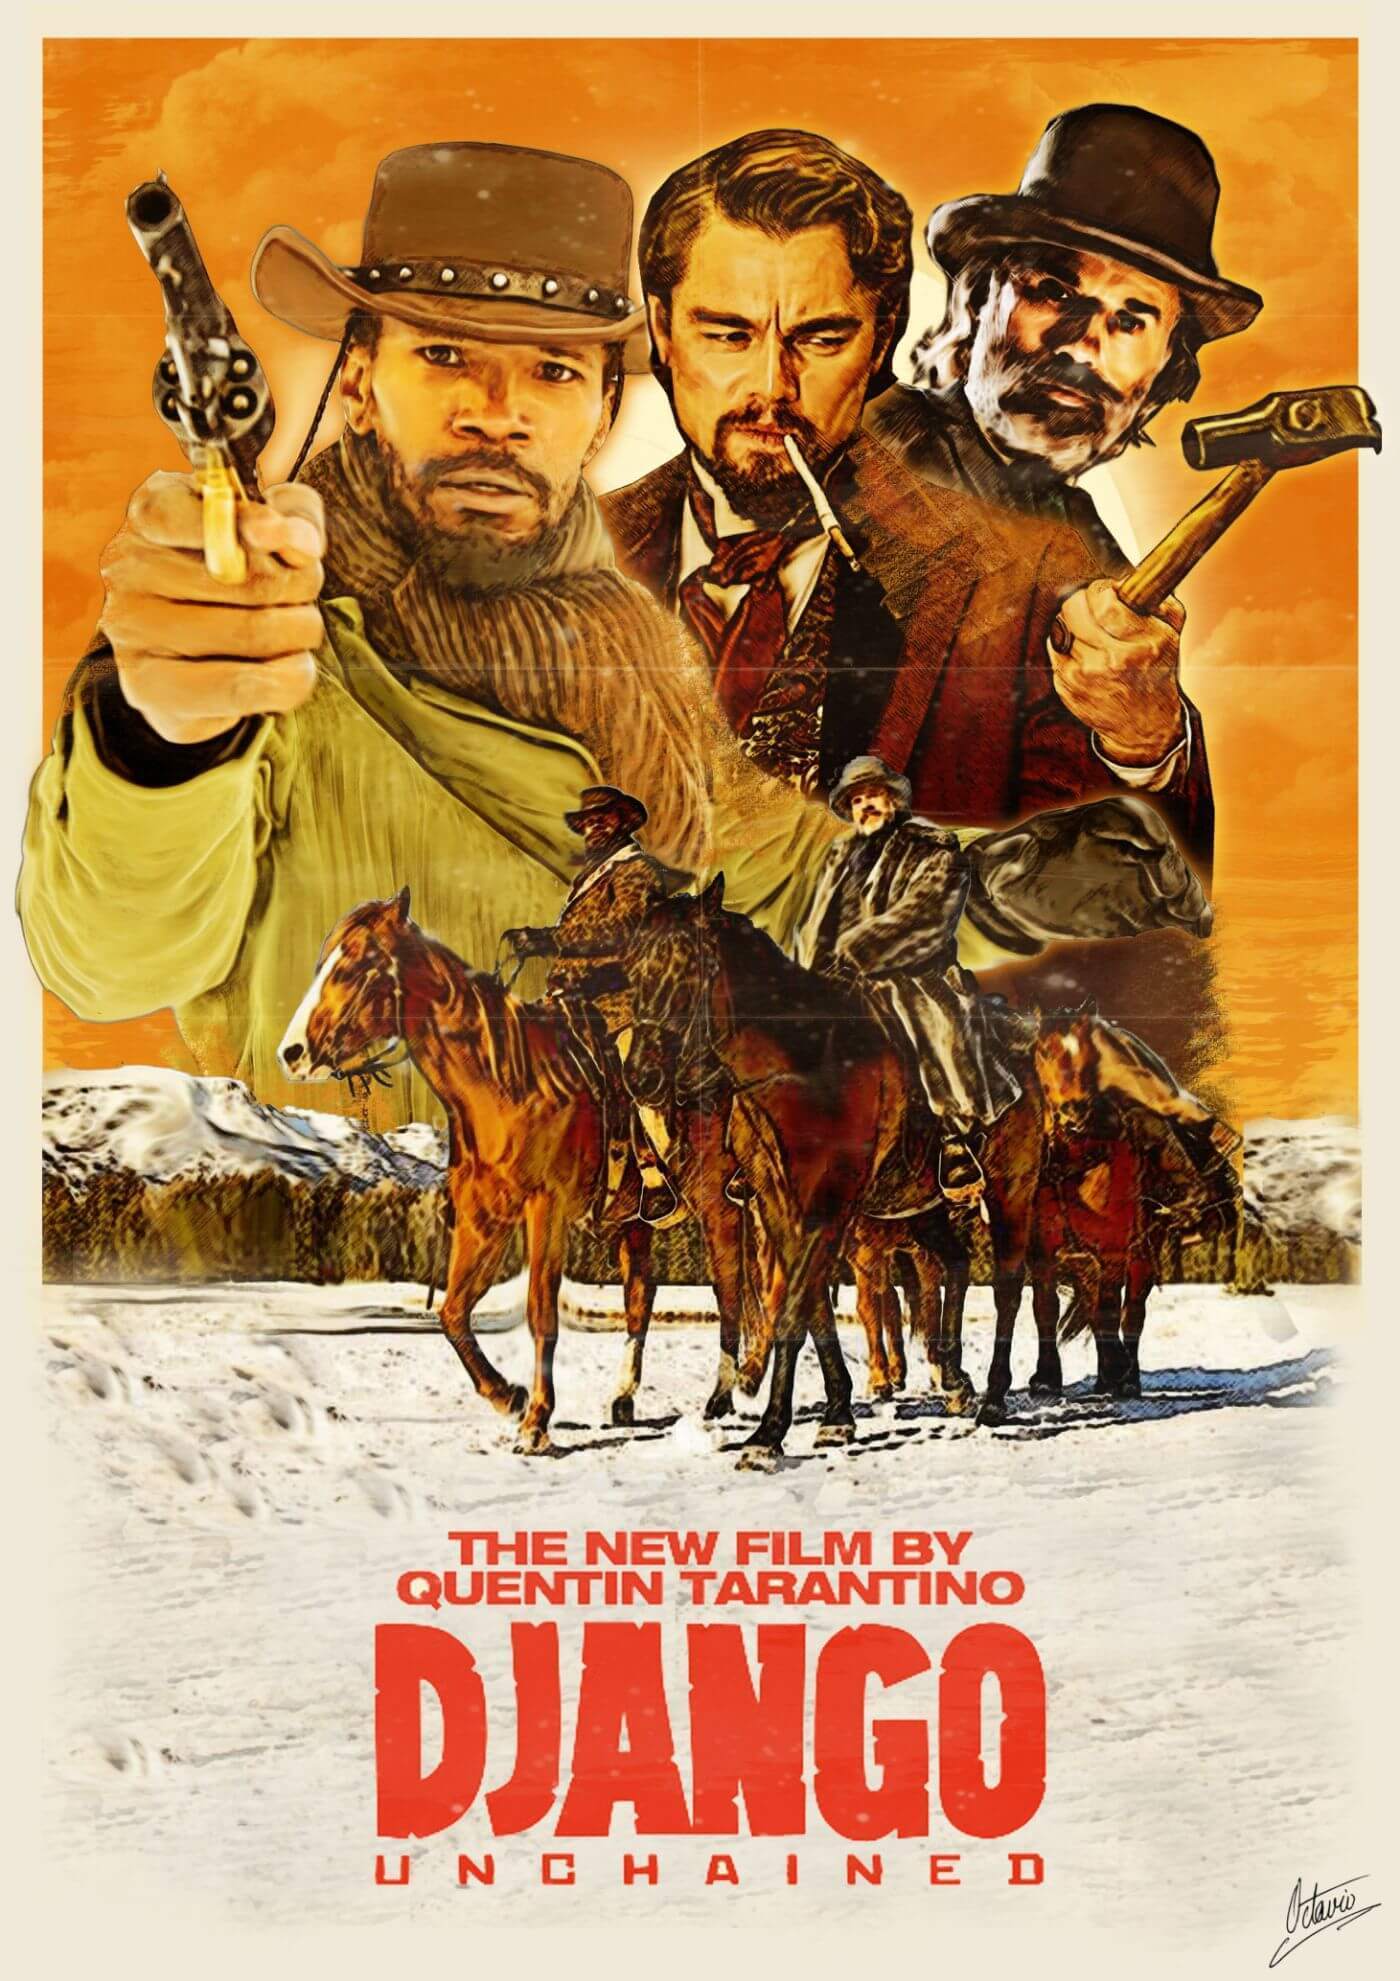 THE NEW FILM BY
QUENTIN TARANTINO
DJANGO
UNCHAINED
Octavio